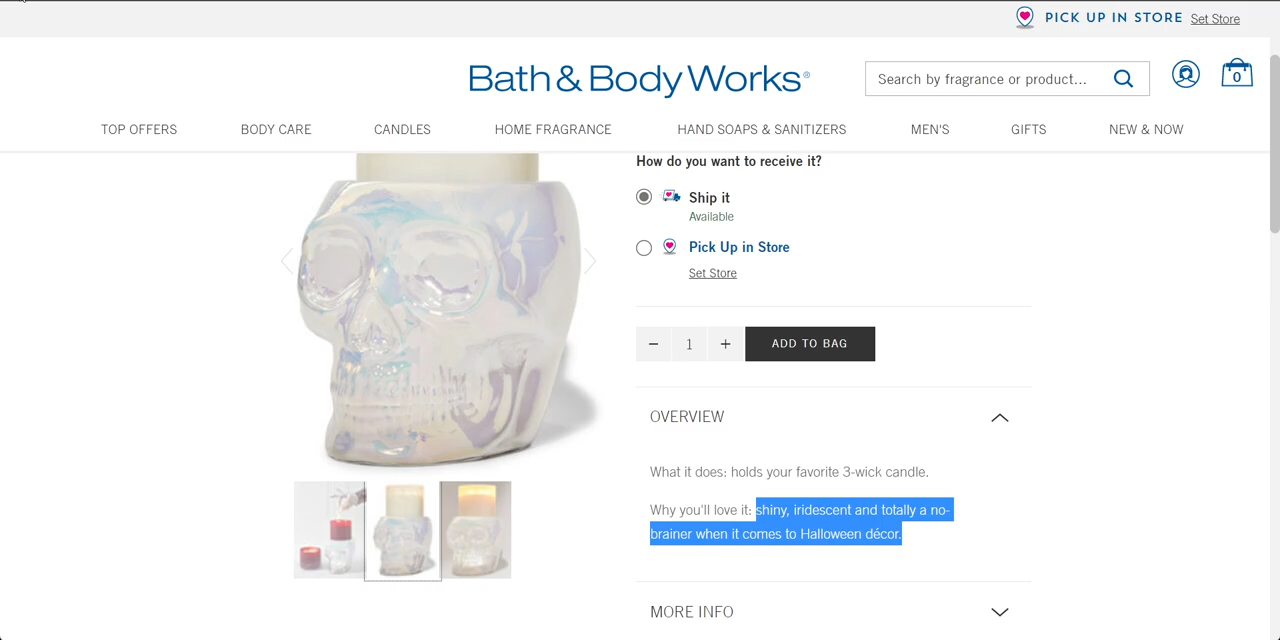 PICK UP IN STORE Set Store
Bath & Body Works®
Search by fragrance or product...
0
TOP OFFERS BODY CARE CANDLES HOME FRAGRANCE HAND SOAPS & SANITIZERS MEN'S GIFTS NEW & NOW
How do you want to receive it?
Ship it
Available
Pick Up in Store
Set Store
− 1 + ADD TO BAG
OVERVIEW
What it does: holds your favorite 3-wick candle.
Why you'll love it: shiny, iridescent and totally a no-
brainer when it comes to Halloween décor.
MORE INFO